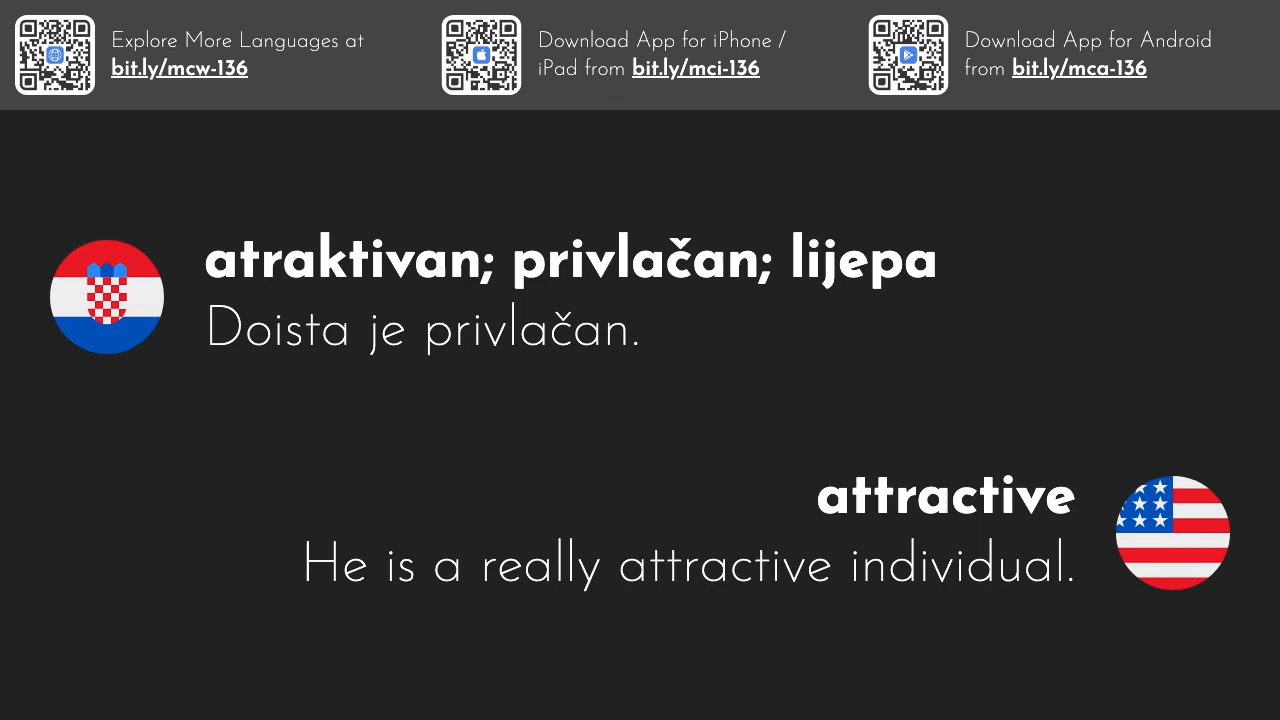 Explore More Languages at
bit.ly/mcw-136
Download App for iPhone /
iPad from bit.ly/mci-136
Download App for Android
from bit.ly/mca-136
atraktivan; privlačan; lijepa
Doista je privlačan.
attractive
He is a really attractive individual.